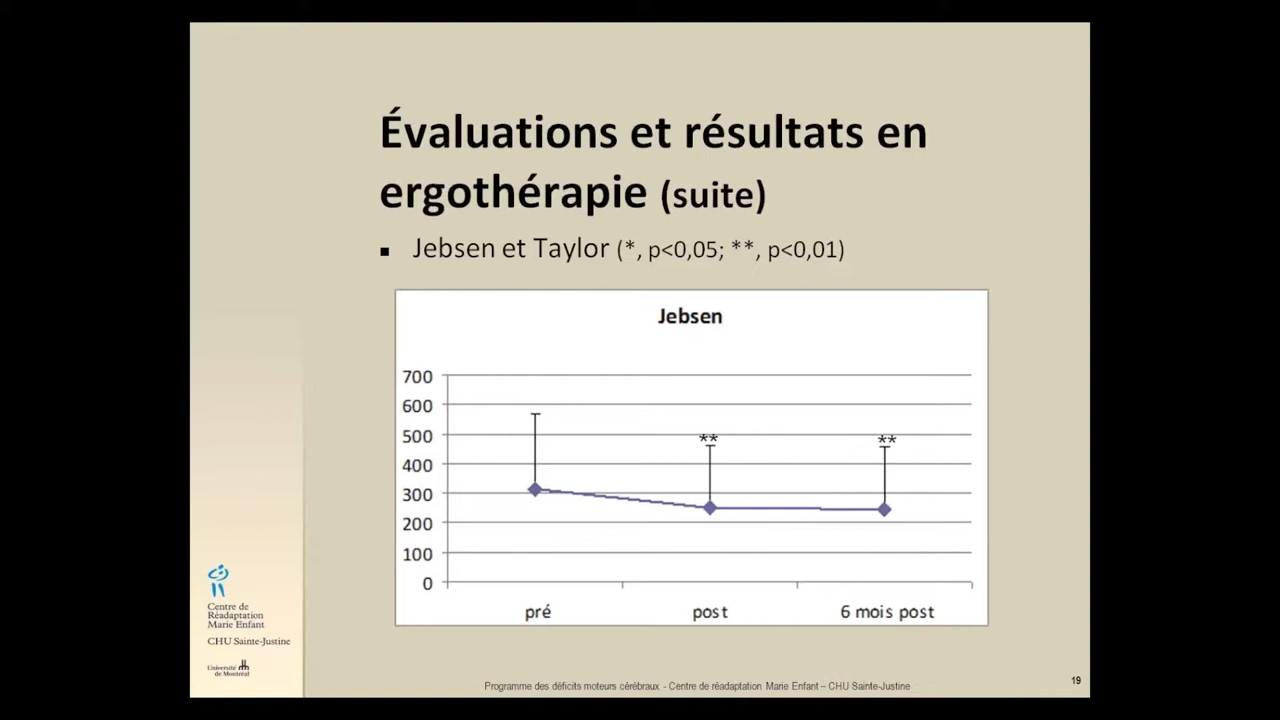 Évaluations et résultats en
ergothérapie (suite)
Jebsen et Taylor (*, p<0,05; **, p<0,01)
Jebsen
700
600
500
400
300
200
100
0
**
**
pré
post
6 mois post
Centre de
Réadaptation
Marie Enfant
CHU Sainte-Justine
Université
de Montréal
Programme des déficits moteurs cérébraux - Centre de réadaptation Marie Enfant – CHU Sainte-Justine
19